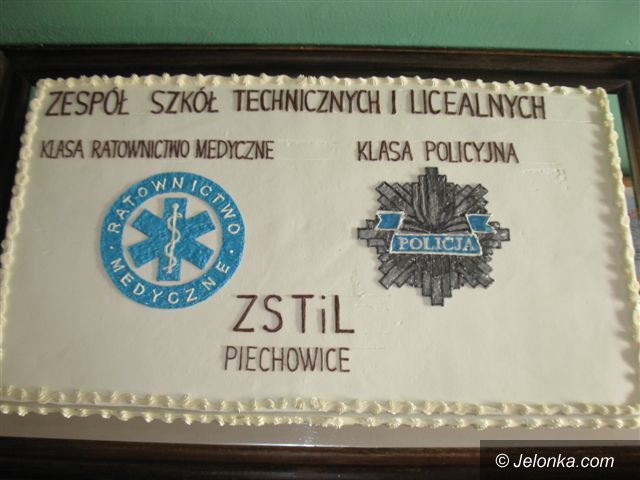 ZESPÓŁ SZKÓŁ TECHNICZNYCH I LICEALNYCH
KLASA RATOWNICTWO MEDYCZNE
KLASA POLICYJNA
RATOWNICTWO
MEDYCZNE
POLICJA
ZSTiL
PIECHOWICE
© Jelonka.com